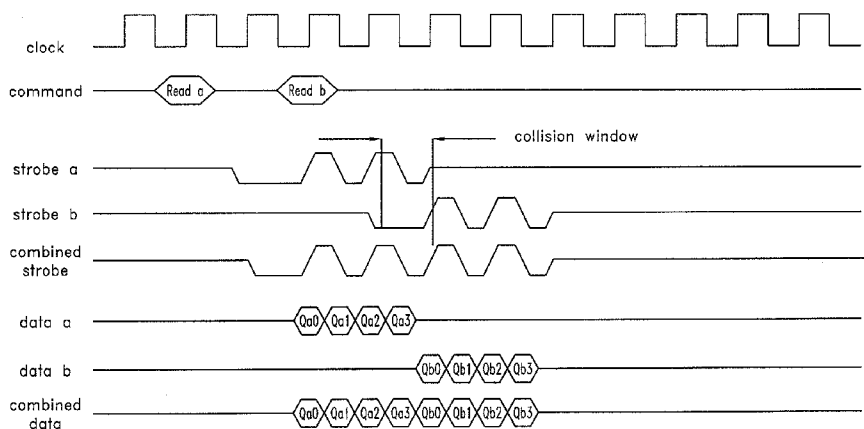 clock
command Read a Read b
collision window
strobe a
strobe b
combined
strobe
data a Qa0 Qa1 Qa2 Qa3
data b Qb0 Qb1 Qb2 Qb3
combined
data Qa0 Qa1 Qa2 Qa3 Qb0 Qb1 Qb2 Qb3